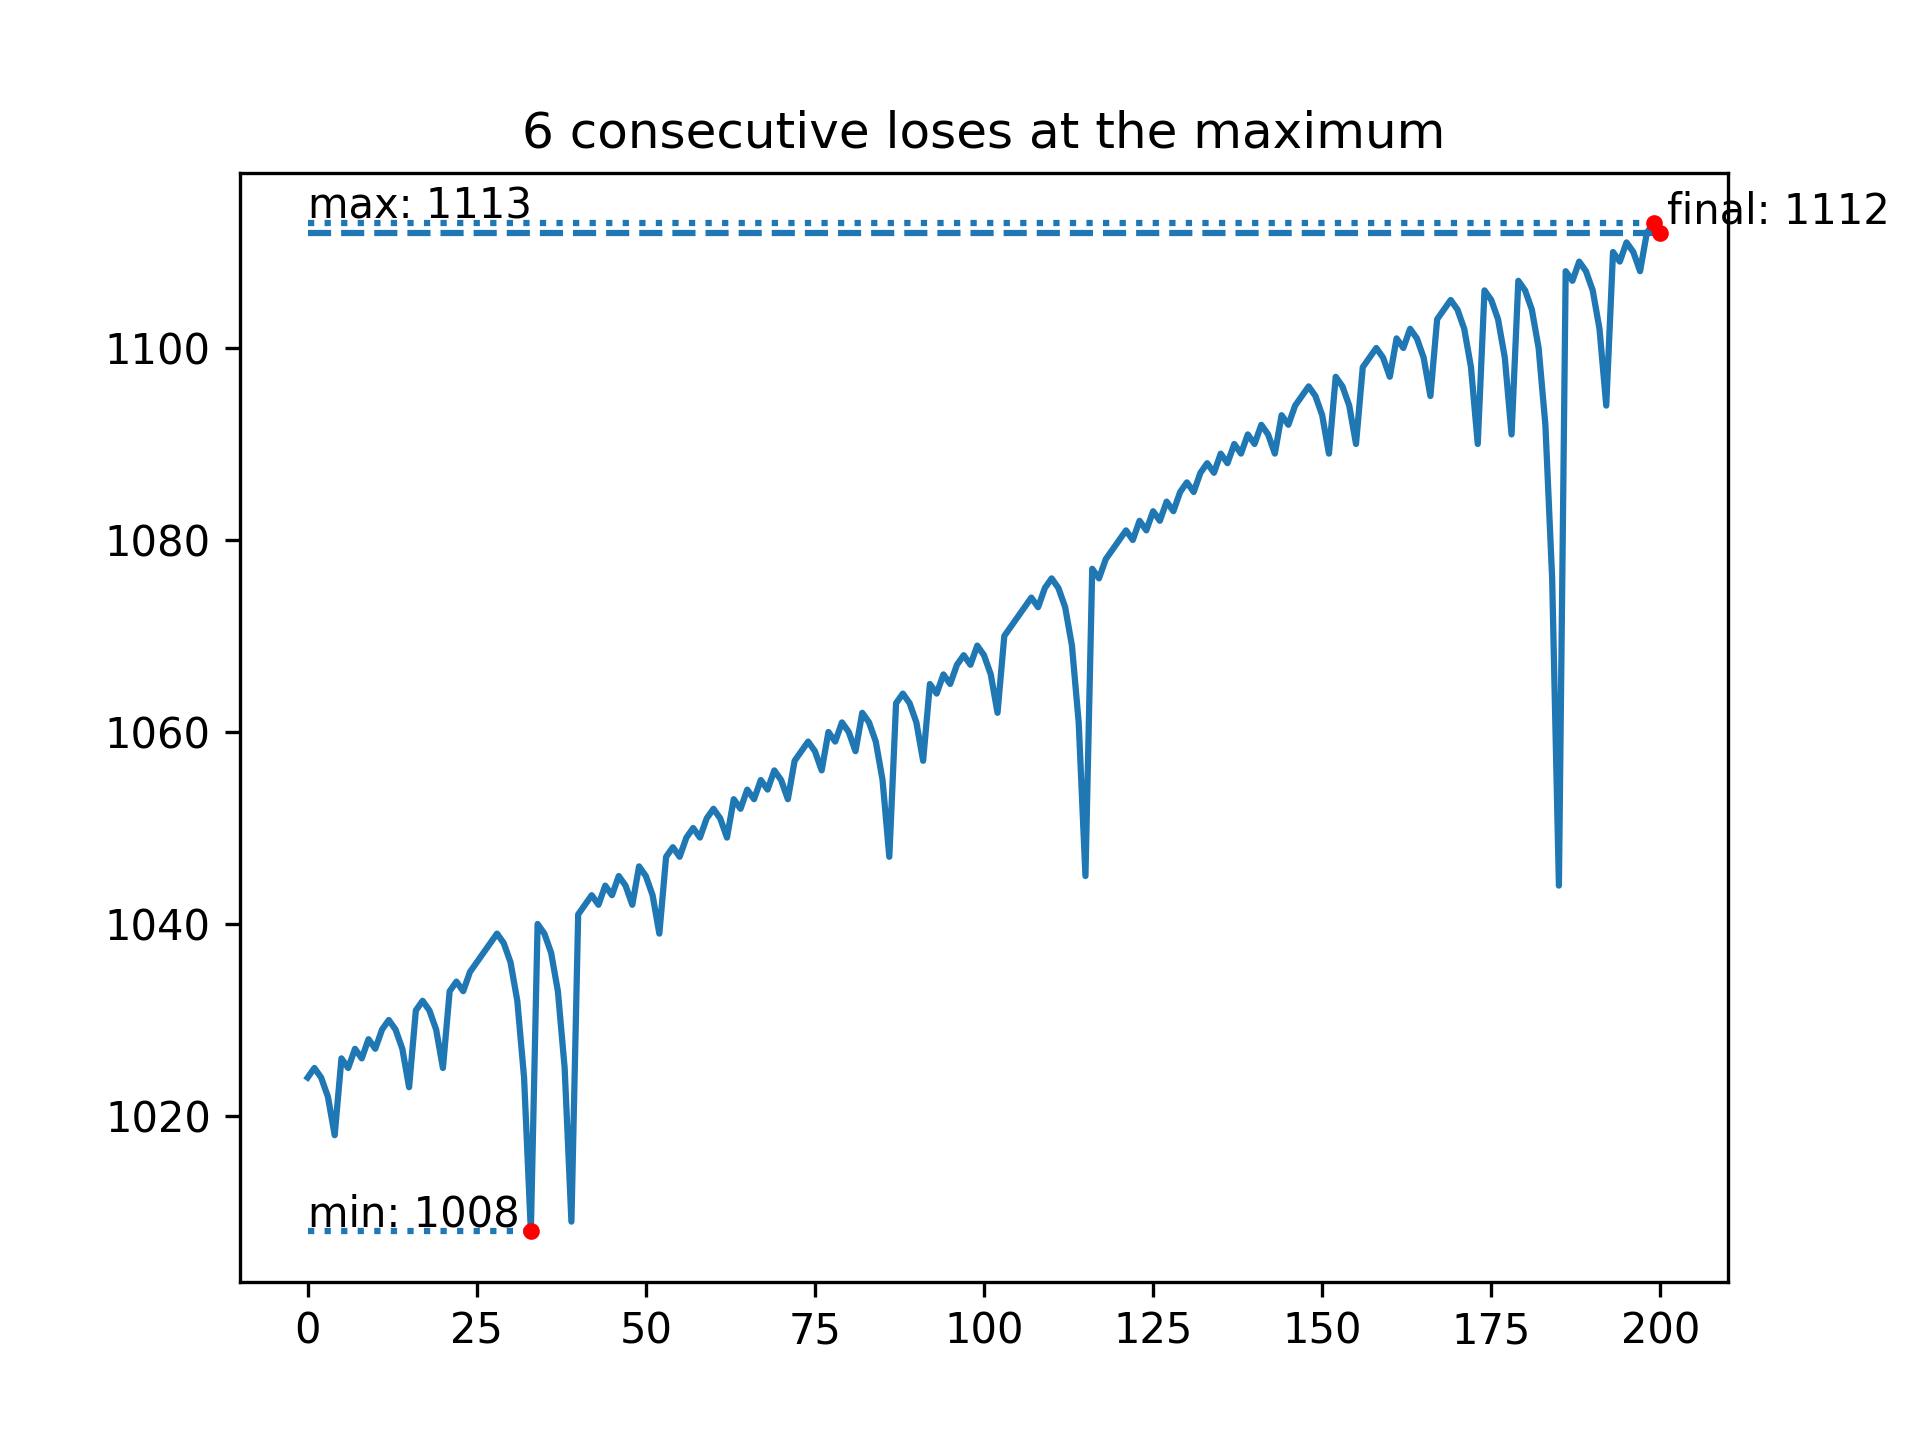 6 consecutive loses at the maximum
max: 1113
final: 1112
1100
1080
1060
1040
1020
min: 1008
0 25 50 75 100 125 150 175 200